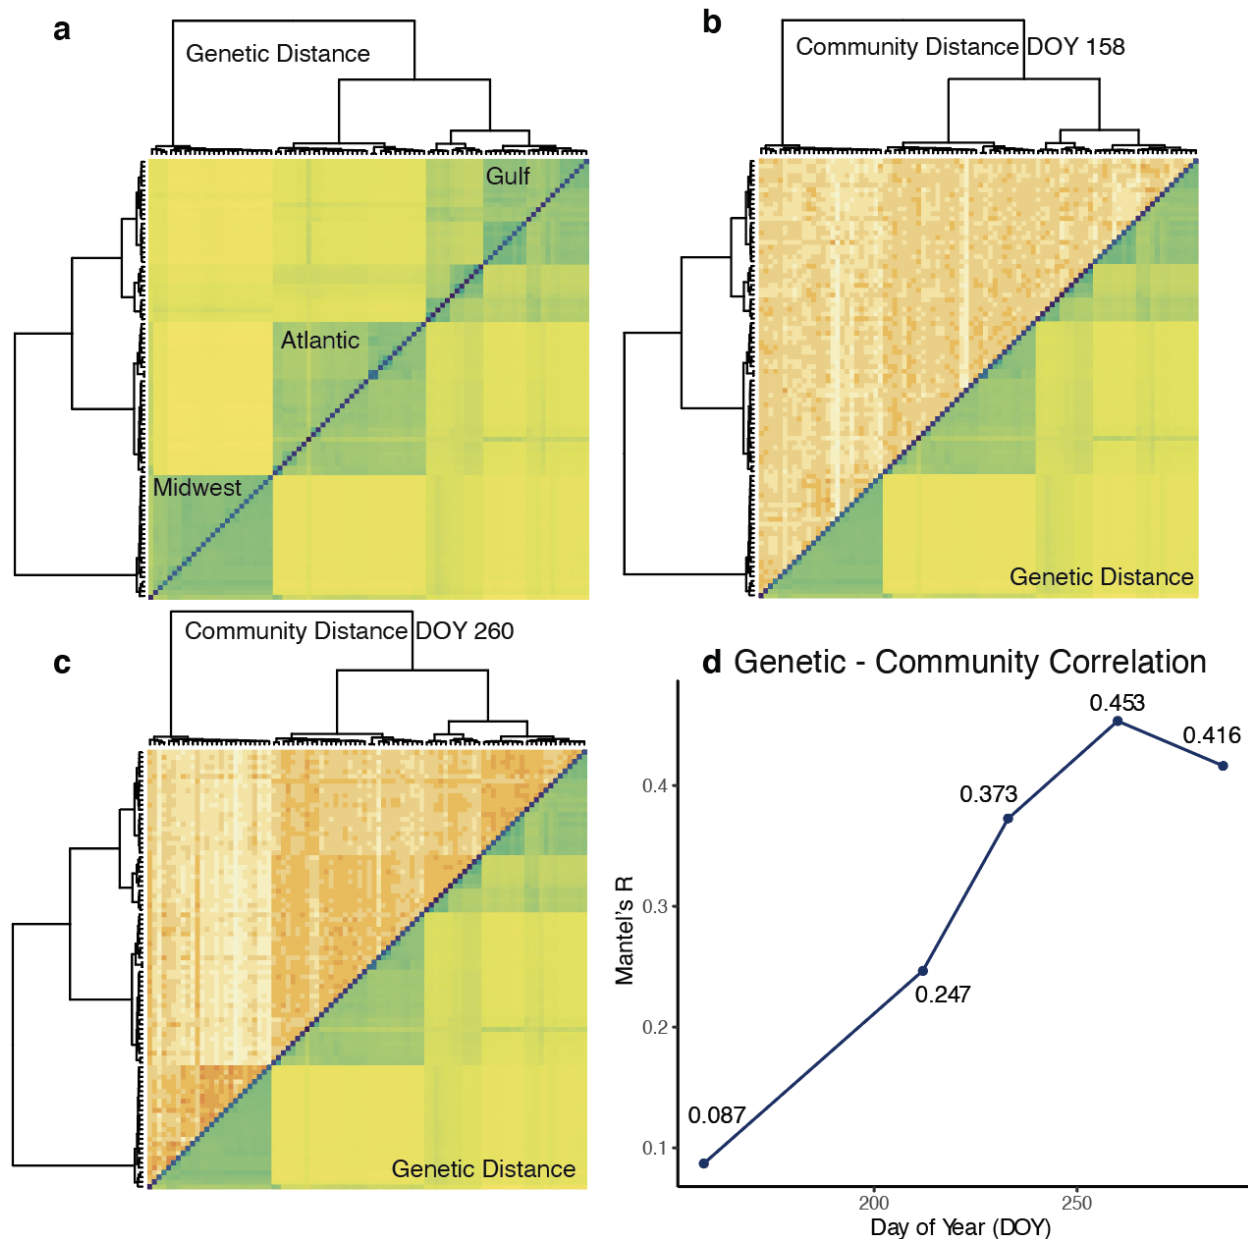 a
Genetic Distance
Gulf
Atlantic
Midwest
b
Community Distance DOY 158
Genetic Distance
c
Community Distance DOY 260
Genetic Distance
d Genetic - Community Correlation
0.453
0.416
0.373
0.247
0.087
0.4
0.3
0.2
0.1
Mantel's R
200
250
Day of Year (DOY)